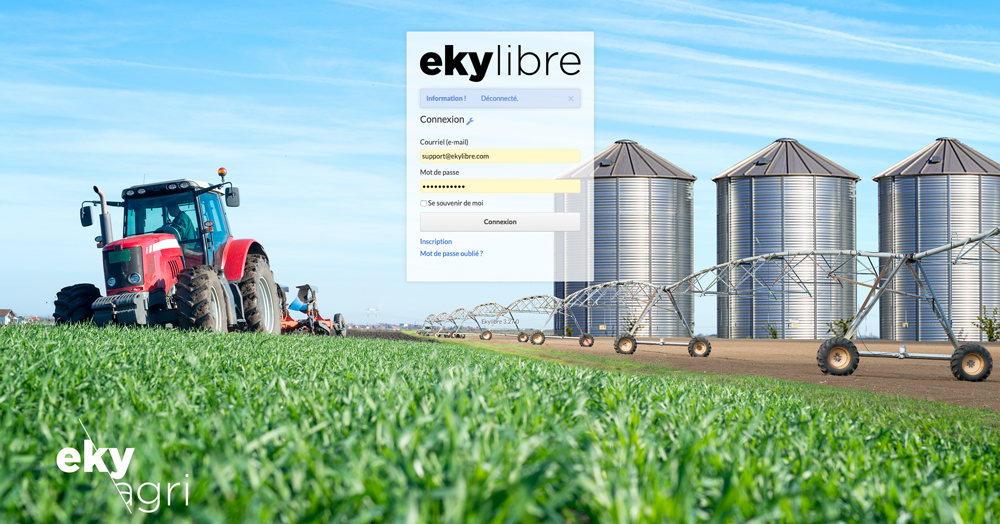 ekylibre
Information ! Déconnecté. ×
Connexion
Courriel (e-mail)
support@ekylibre.com
Mot de passe
•••••••••••
Se souvenir de moi
Connexion
Inscription
Mot de passe oublié ?
eky
agri